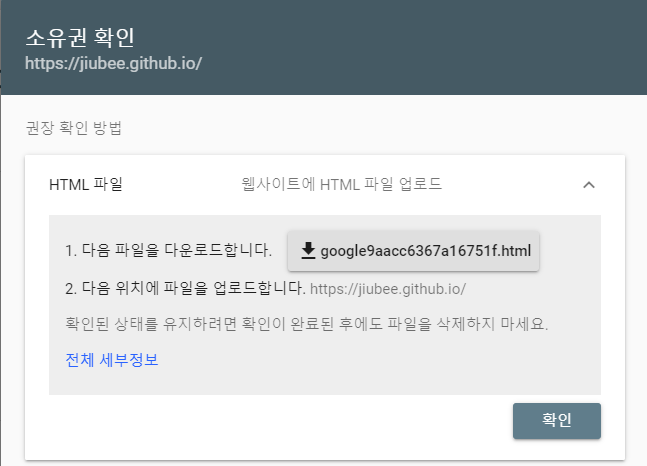 소유권 확인
https://jiubee.github.io/
권장 확인 방법
HTML 파일 웹사이트에 HTML 파일 업로드
1. 다음 파일을 다운로드합니다. google9aacc6367a16751f.html
2. 다음 위치에 파일을 업로드합니다. https://jiubee.github.io/
확인된 상태를 유지하려면 확인이 완료된 후에도 파일을 삭제하지 마세요.
전체 세부정보
확인